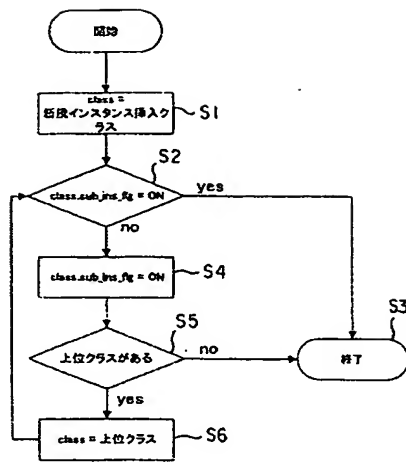 開始
class =
新規インスタンス挿入ク
ラス
S1
S2
class.sub_ins_flg = ON
yes
no
class.sub_ins_flg = ON
S4
S5
上位クラスがある
no
S3
終了
yes
class = 上位クラス
S6